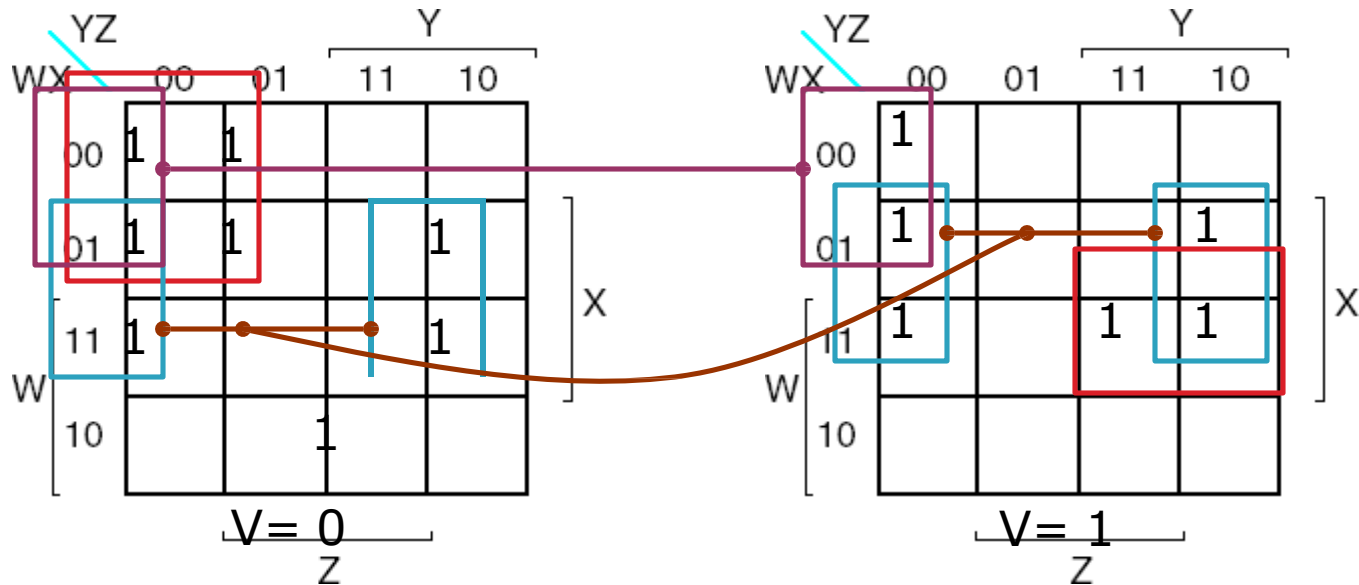 YZ Y YZ Y
WX 00 01 11 10 WX 00 01 11 10
00 1 1 00 1
01 1 1 1 01 1 1
X X
11 1 1 11 1 1 1
W W
10 1 10
V= 0 V= 1
Z Z